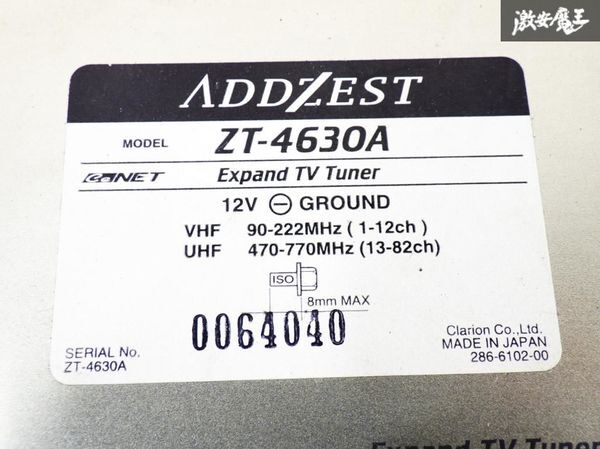 激安魔王
ADDZEST
MODEL ZT-4630A
CeNET Expand TV Tuner
12V ⊖ GROUND
VHF 90-222MHz ( 1-12ch )
UHF 470-770MHz (13-82ch)
ISO
8mm MAX
0064040
SERIAL No.
ZT-4630A
Clarion Co.,Ltd.
MADE IN JAPAN
286-6102-00
Expand TV Tuner